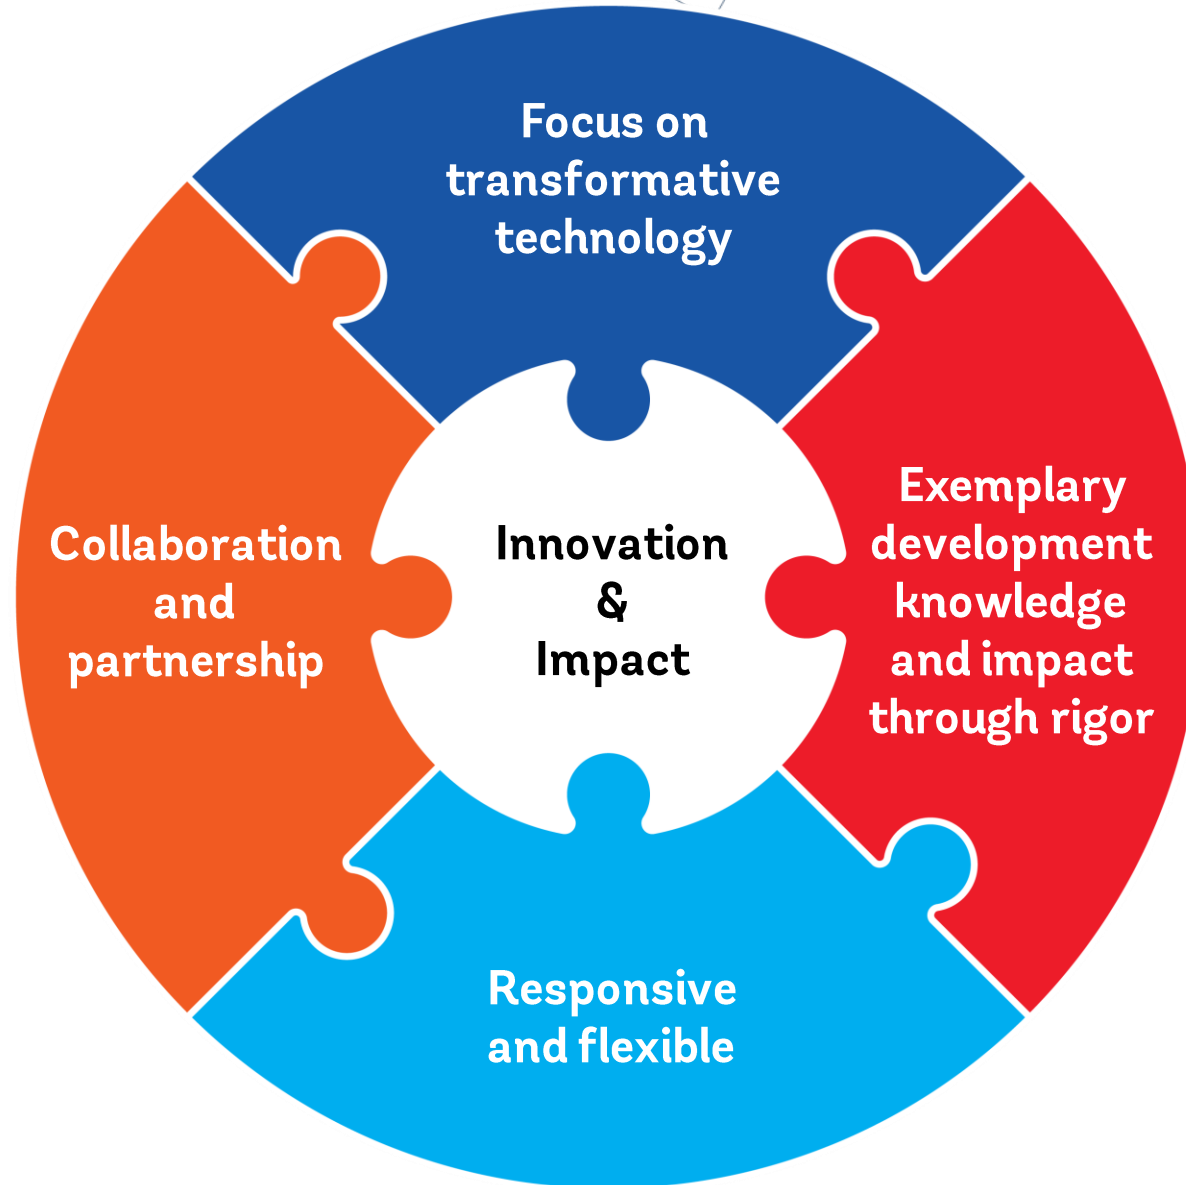 Focus on
transformative
technology
Collaboration
and
partnership
Innovation
&
Impact
Exemplary
development
knowledge
and impact
through rigor
Responsive
and flexible